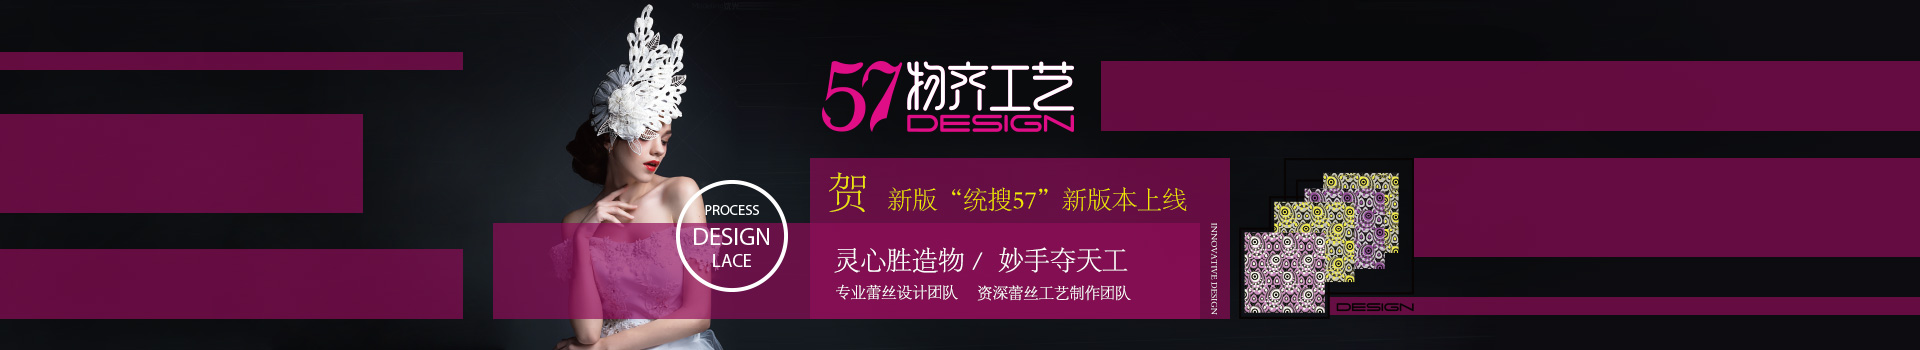 57物齐工艺
DESIGN
贺 新版“统搜57”新版本上线
PROCESS
DESIGN
LACE
灵心胜造物 / 妙手夺天工
专业蕾丝设计团队 资深蕾丝工艺制作团队
INNOVATIVE DESIGN
DESIGN